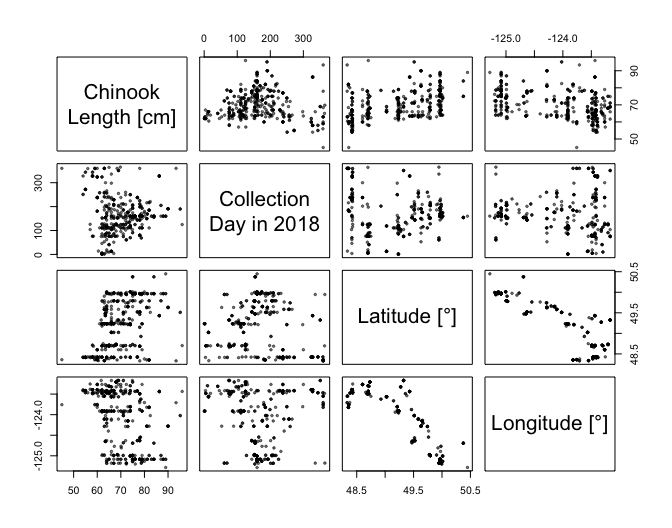 0 100 200 300
-125.0 -124.0
Chinook
Length [cm]
50 70 90
0 100 300
Collection
Day in 2018
Latitude [°]
48.5 49.5 50.5
-125.0 -124.0
Longitude [°]
50 60 70 80 90
48.5 49.5 50.5